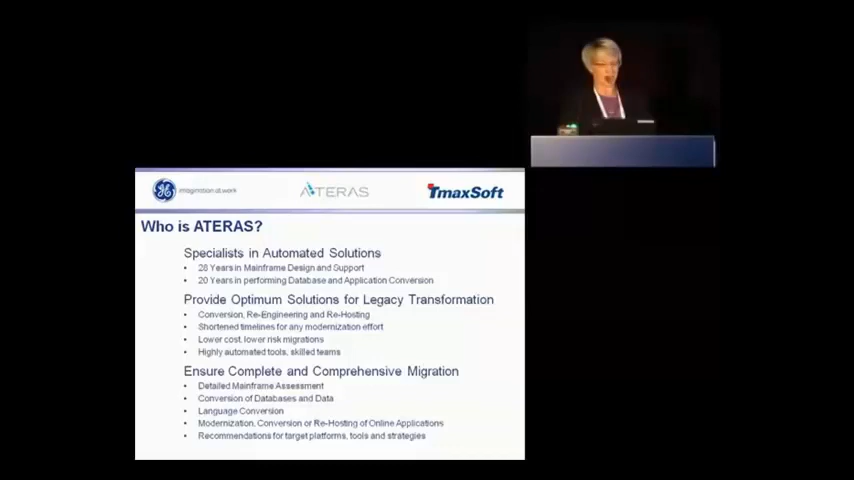 imagination at work
ATERAS
TmaxSoft
Who is ATERAS?
Specialists in Automated Solutions
• 28 Years in Mainframe Design and Support
• 20 Years in performing Database and Application Conversion
Provide Optimum Solutions for Legacy Transformation
• Conversion, Re-Engineering and Re-Hosting
• Shortened timelines for any modernization effort
• Lower cost, lower risk migrations
• Highly automated tools, skilled teams
Ensure Complete and Comprehensive Migration
• Detailed Mainframe Assessment
• Conversion of Databases and Data
• Language Conversion
• Modernization, Conversion or Re-Hosting of Online Applications
• Recommendations for target platforms, tools and strategies